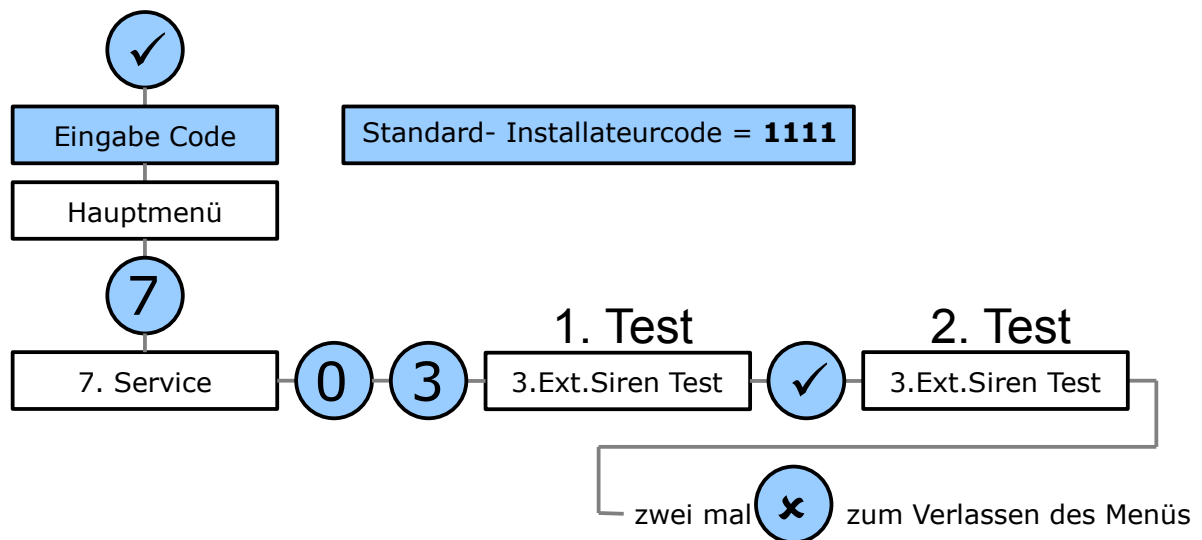 ✓
Eingabe Code
Standard- Installateurcode = 1111
Hauptmenü
7
1. Test
2. Test
7. Service
0
3
3.Ext.Siren Test
✓
3.Ext.Siren Test
zwei mal ✘ zum Verlassen des Menüs